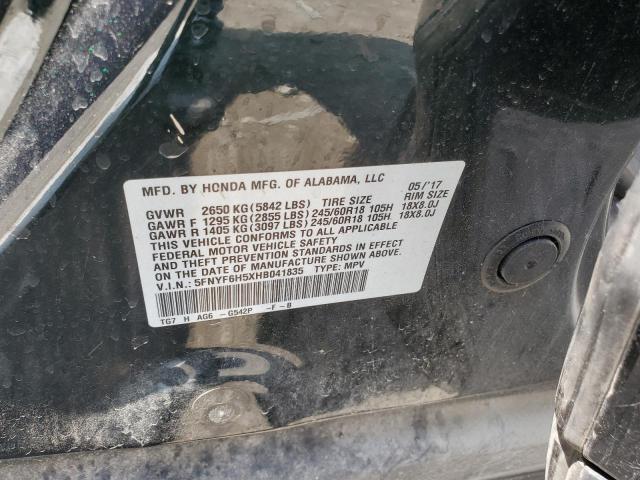 MFD. BY HONDA MFG. OF ALABAMA, LLC 05/'17
GVWR 2650 KG(5842 LBS) TIRE SIZE RIM SIZE
GAWR F 1295 KG(2855 LBS) 245/60R18 105H 18X8.0J
GAWR R 1405 KG(3097 LBS) 245/60R18 105H 18X8.0J
THIS VEHICLE CONFORMS TO ALL APPLICABLE
FEDERAL MOTOR VEHICLE SAFETY
THEFT PREVENTION STANDARDS IN EFFECT
ON THE DATE OF MANUFACTURE SHOWN ABOVE.
V.I.N.: 5FNYF6H5XHB041835 TYPE: MPV
TG7 H AG6 -G542P -F-B